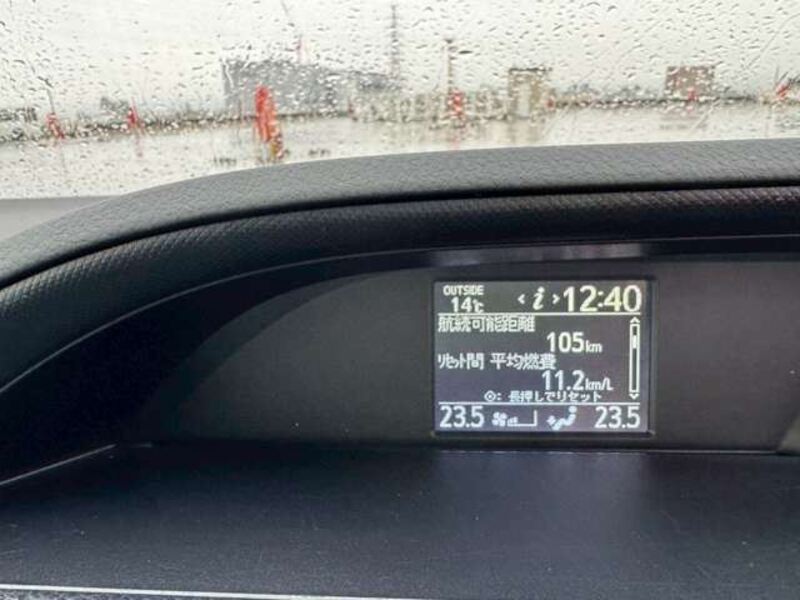 OUTSIDE
14℃ < i > 12:40
航続可能距離
105km
リセット間 平均燃費
11.2km/L
◎: 長押しでリセット
23.5 23.5